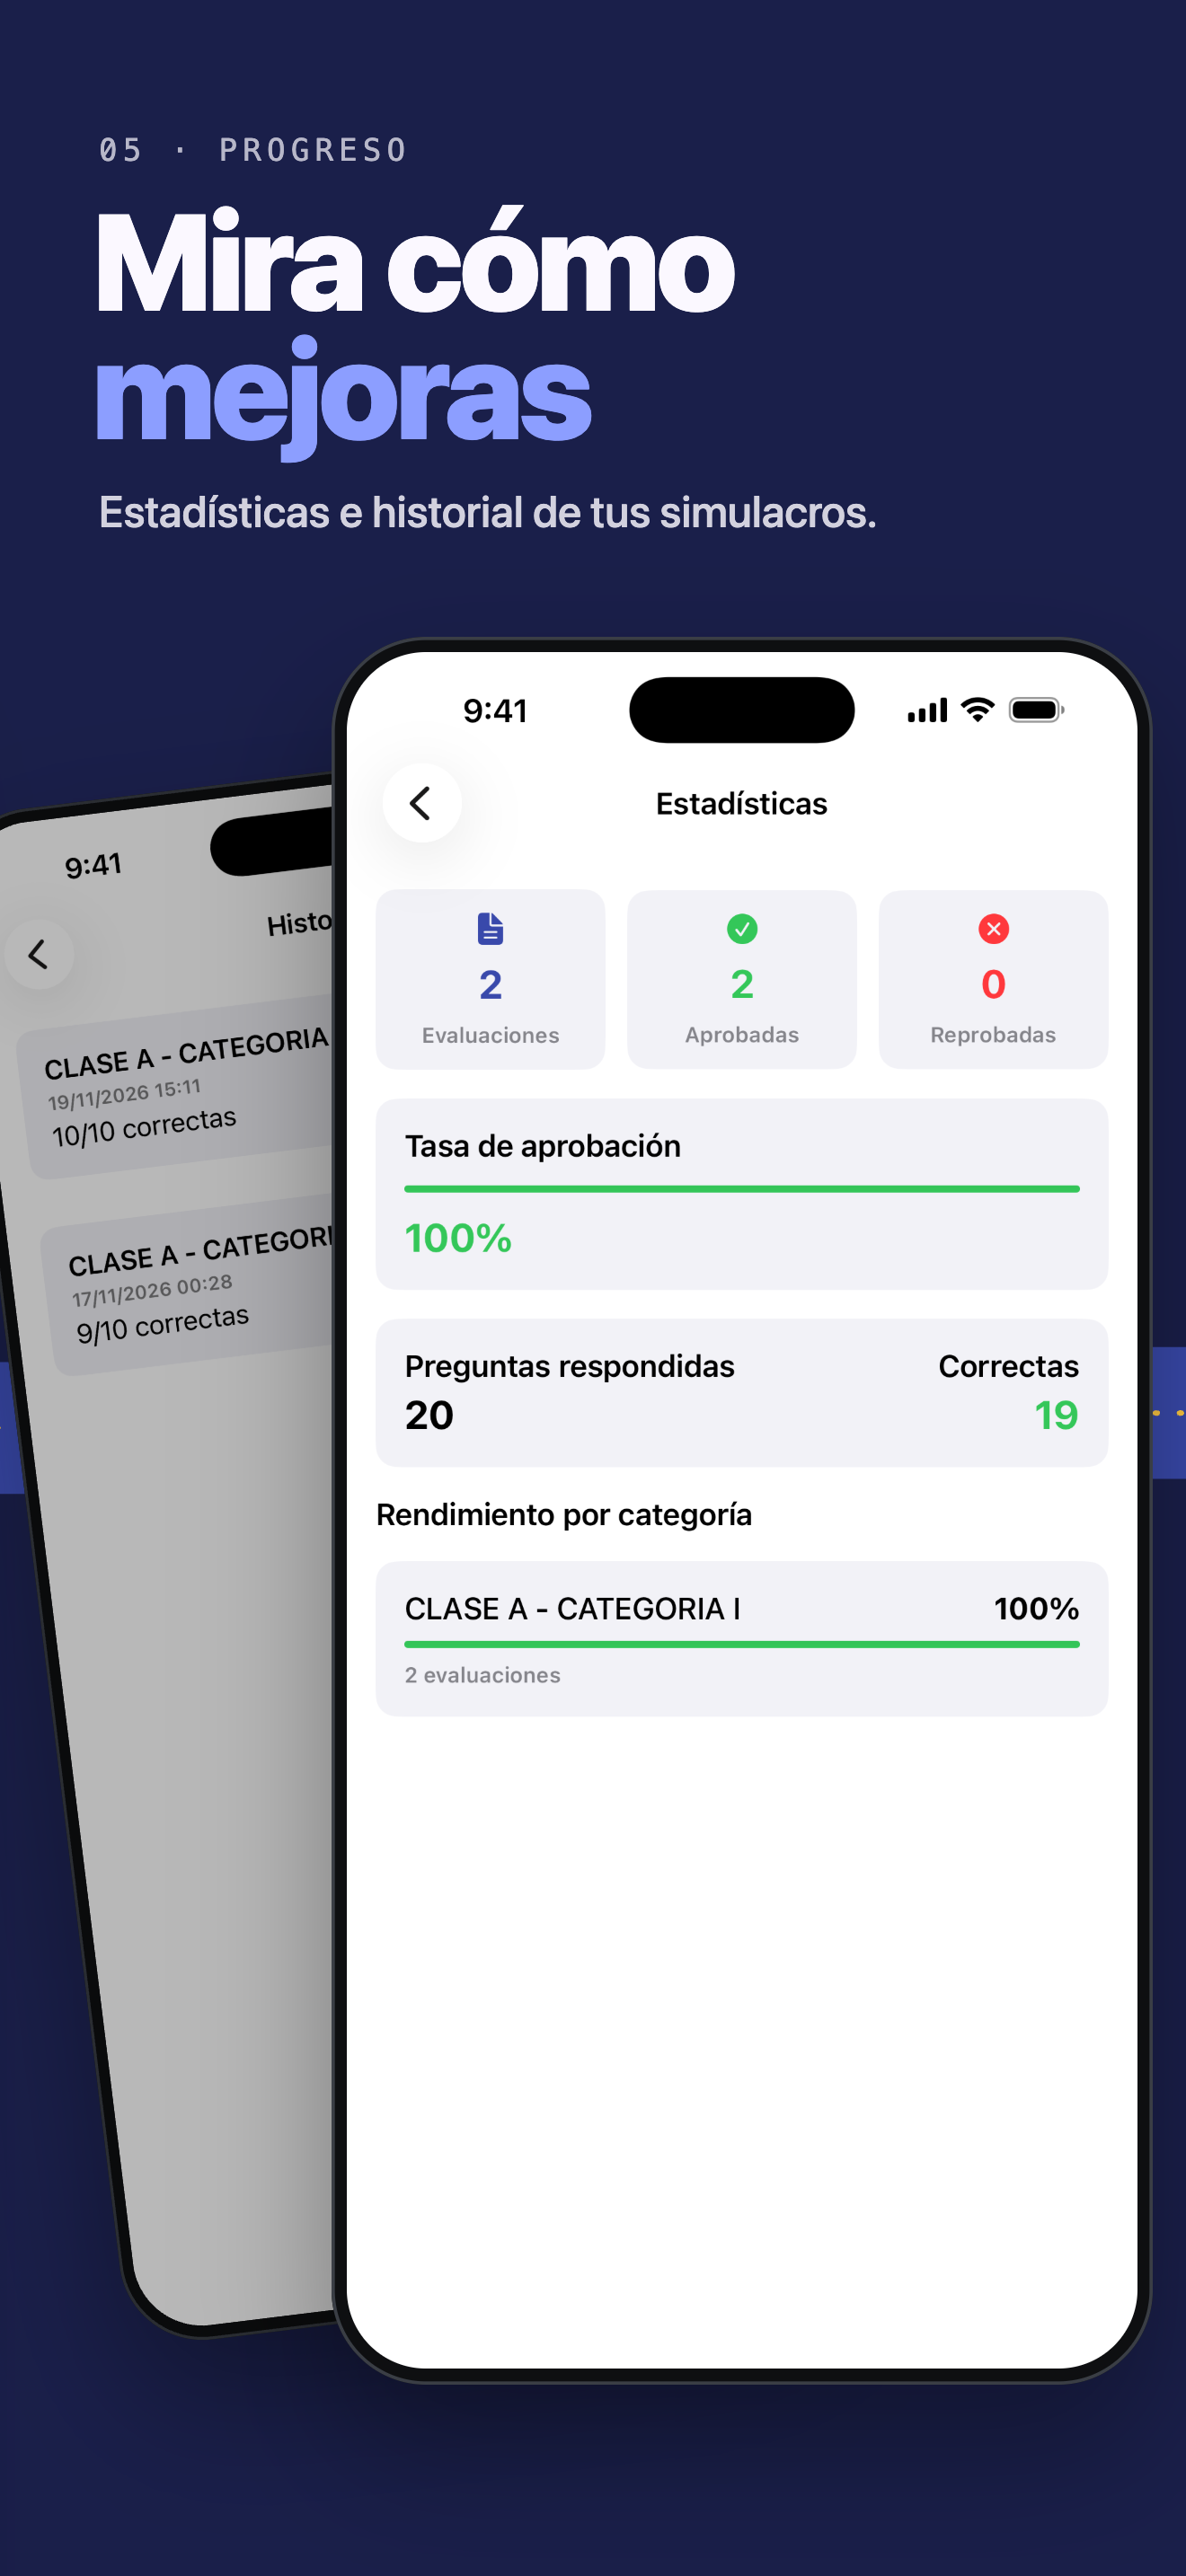 05 · PROGRESO
Mira cómo
mejoras
Estadísticas e historial de tus simulacros.
9:41
CLASE A - CATEGORIA
19/11/2026 15:11
10/10 correctas
CLASE A - CATEGORI
17/11/2026 00:28
9/10 correctas
9:41
Estadísticas
2
Evaluaciones
2
Aprobadas
0
Reprobadas
Tasa de aprobación
100%
Preguntas respondidas
Correctas
20
19
Rendimiento por categoría
CLASE A - CATEGORIA I
100%
2 evaluaciones